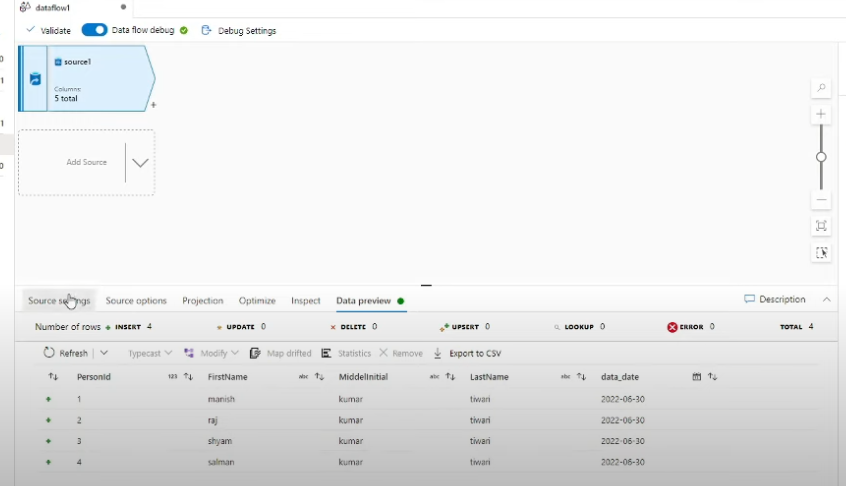 dataflow1
Validate Data flow debug Debug Settings
source1
Columns:
5 total
+
Add Source
Source settings Source options Projection Optimize Inspect Data preview Description
Number of rows + INSERT 4 UPDATE 0 × DELETE 0 UPSERT 0 LOOKUP 0 ERROR 0 TOTAL 4
Refresh Typecast Modify Map drifted Statistics Remove Export to CSV
PersonId 123 FirstName abc MiddelInitial abc LastName abc data_date
1 manish kumar tiwari 2022-06-30
2 raj kumar tiwari 2022-06-30
3 shyam kumar tiwari 2022-06-30
4 salman kumar tiwari 2022-06-30